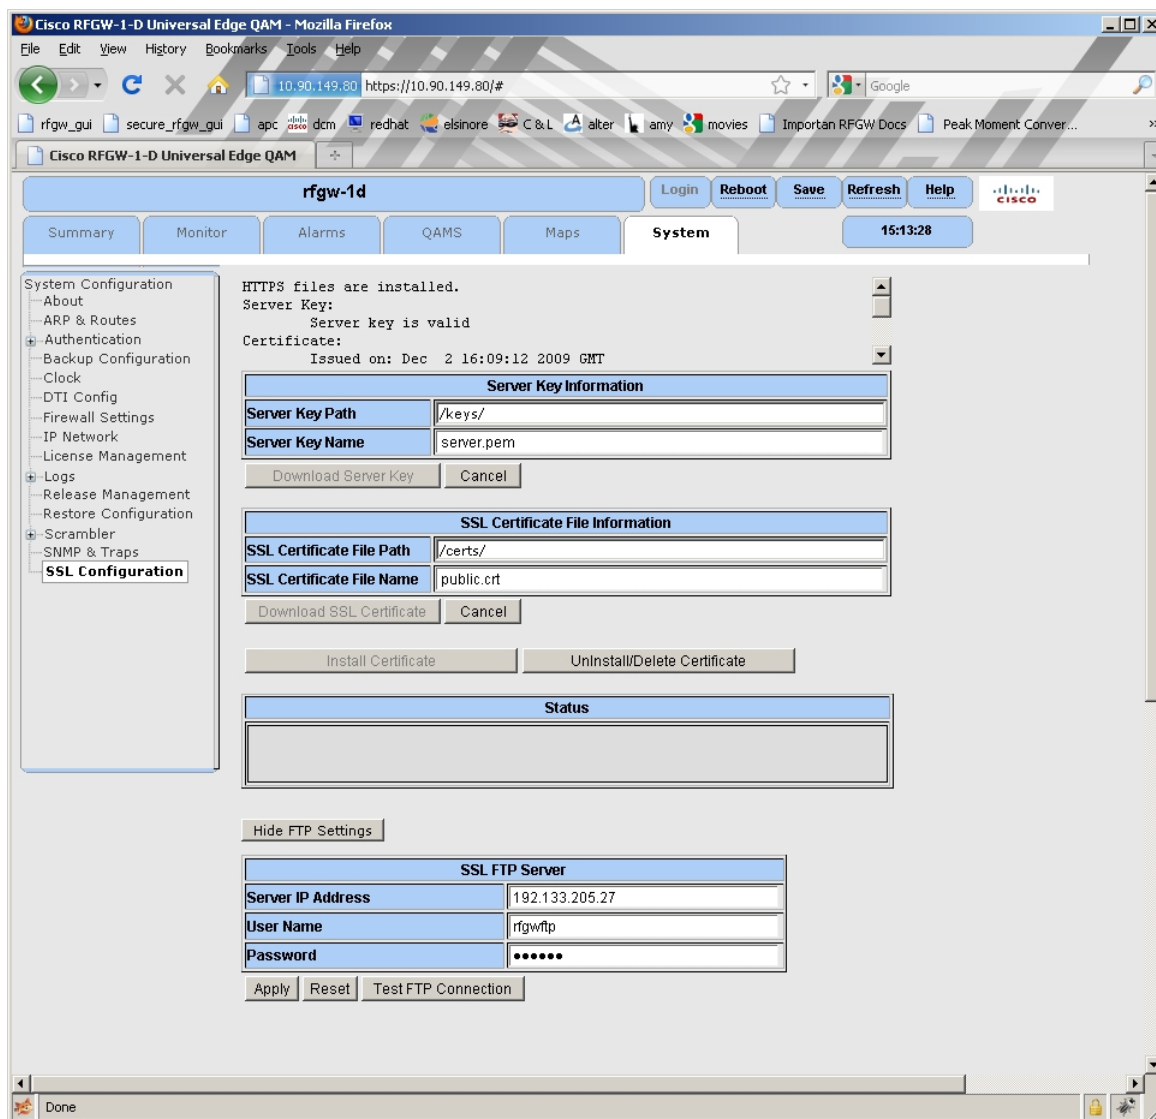 Cisco RFGW-1-D Universal Edge QAM - Mozilla Firefox
File Edit View History Bookmarks Tools Help
10.90.149.80 https://10.90.149.80/# Google
rfgw_gui secure_rfgw_gui apc dcm redhat elsinore C & L alter amy movies Importan RFGW Docs Peak Moment Conver... »
Cisco RFGW-1-D Universal Edge QAM
rfgw-1d Login Reboot Save Refresh Help CISCO
Summary Monitor Alarms QAMS Maps System 15:13:28
System Configuration
About
ARP & Routes
Authentication
Backup Configuration
Clock
DTI Config
Firewall Settings
IP Network
License Management
Logs
Release Management
Restore Configuration
Scrambler
SNMP & Traps
SSL Configuration
HTTPS files are installed.
Server Key:
Server key is valid
Certificate:
Issued on: Dec 2 16:09:12 2009 GMT
Server Key Information
Server Key Path /keys/
Server Key Name server.pem
Download Server Key Cancel
SSL Certificate File Information
SSL Certificate File Path /certs/
SSL Certificate File Name public.crt
Download SSL Certificate Cancel
Install Certificate UnInstall/Delete Certificate
Status
Hide FTP Settings
SSL FTP Server
Server IP Address 192.133.205.27
User Name rfgwftp
Password ••••••
Apply Reset Test FTP Connection
Done